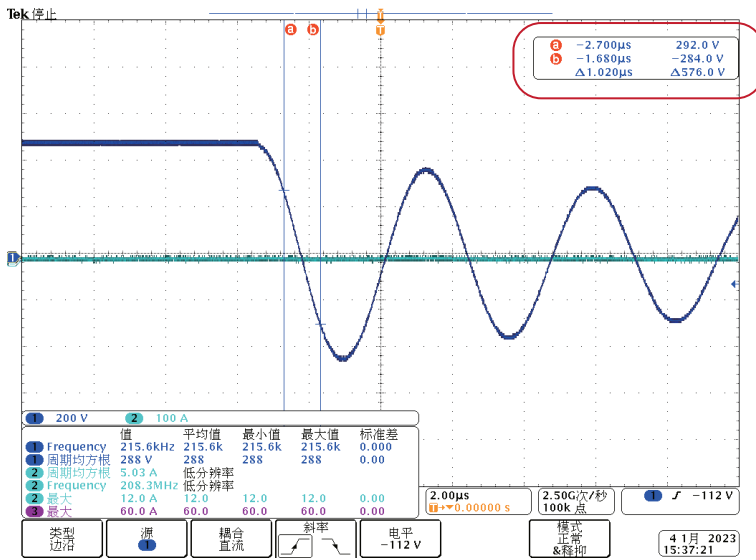 Tek 停止
T
a b
T
a −2.700µs 292.0 V
b −1.680µs −284.0 V
Δ1.020µs Δ576.0 V
1
1 200 V 2 100 A
值 平均值 最小值 最大值 标准差
1 Frequency 215.6kHz 215.6k 215.6k 215.6k 0.000
1 周期均方根 288 V 288 288 288 0.00
2 周期均方根 5.03 A 低分辨率
2 Frequency 208.3MHz 低分辨率
2 最大 12.0 A 12.0 12.0 12.0 0.00
3 最大 60.0 A 60.0 60.0 60.0 0.00
2.00µs
T→▾0.00000 s
2.50G次/秒
100k 点
1 −112 V
类型
边沿
源
1
耦合
直流
斜率
电平
−112 V
模式
正常
&释抑
4 1月 2023
15:37:21